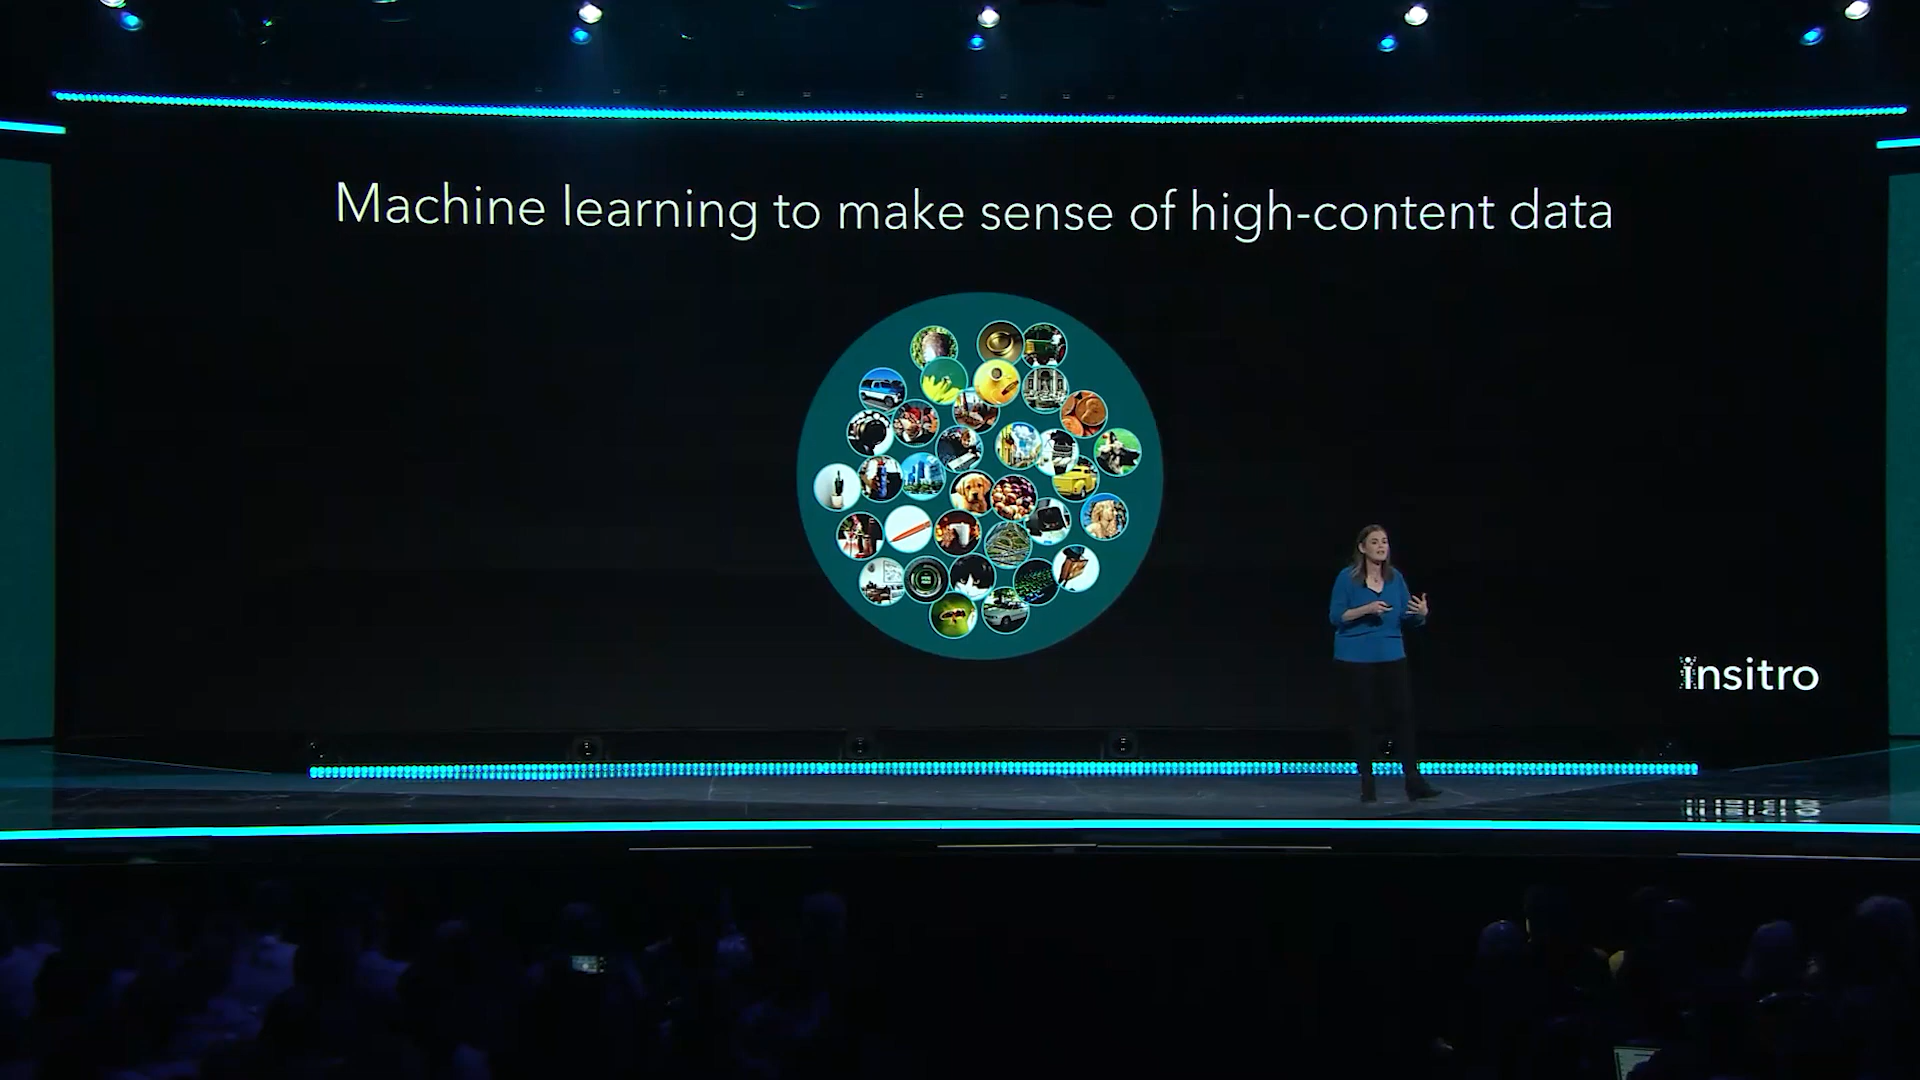 Machine learning to make sense of high-content data
insitro